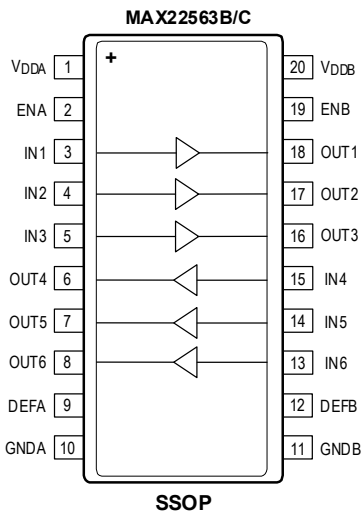 MAX22563B/C
+
VDDA 1 20 VDDB
ENA 2 19 ENB
IN1 3 18 OUT1
IN2 4 17 OUT2
IN3 5 16 OUT3
OUT4 6 15 IN4
OUT5 7 14 IN5
OUT6 8 13 IN6
DEFA 9 12 DEFB
GNDA 10 11 GNDB
SSOP